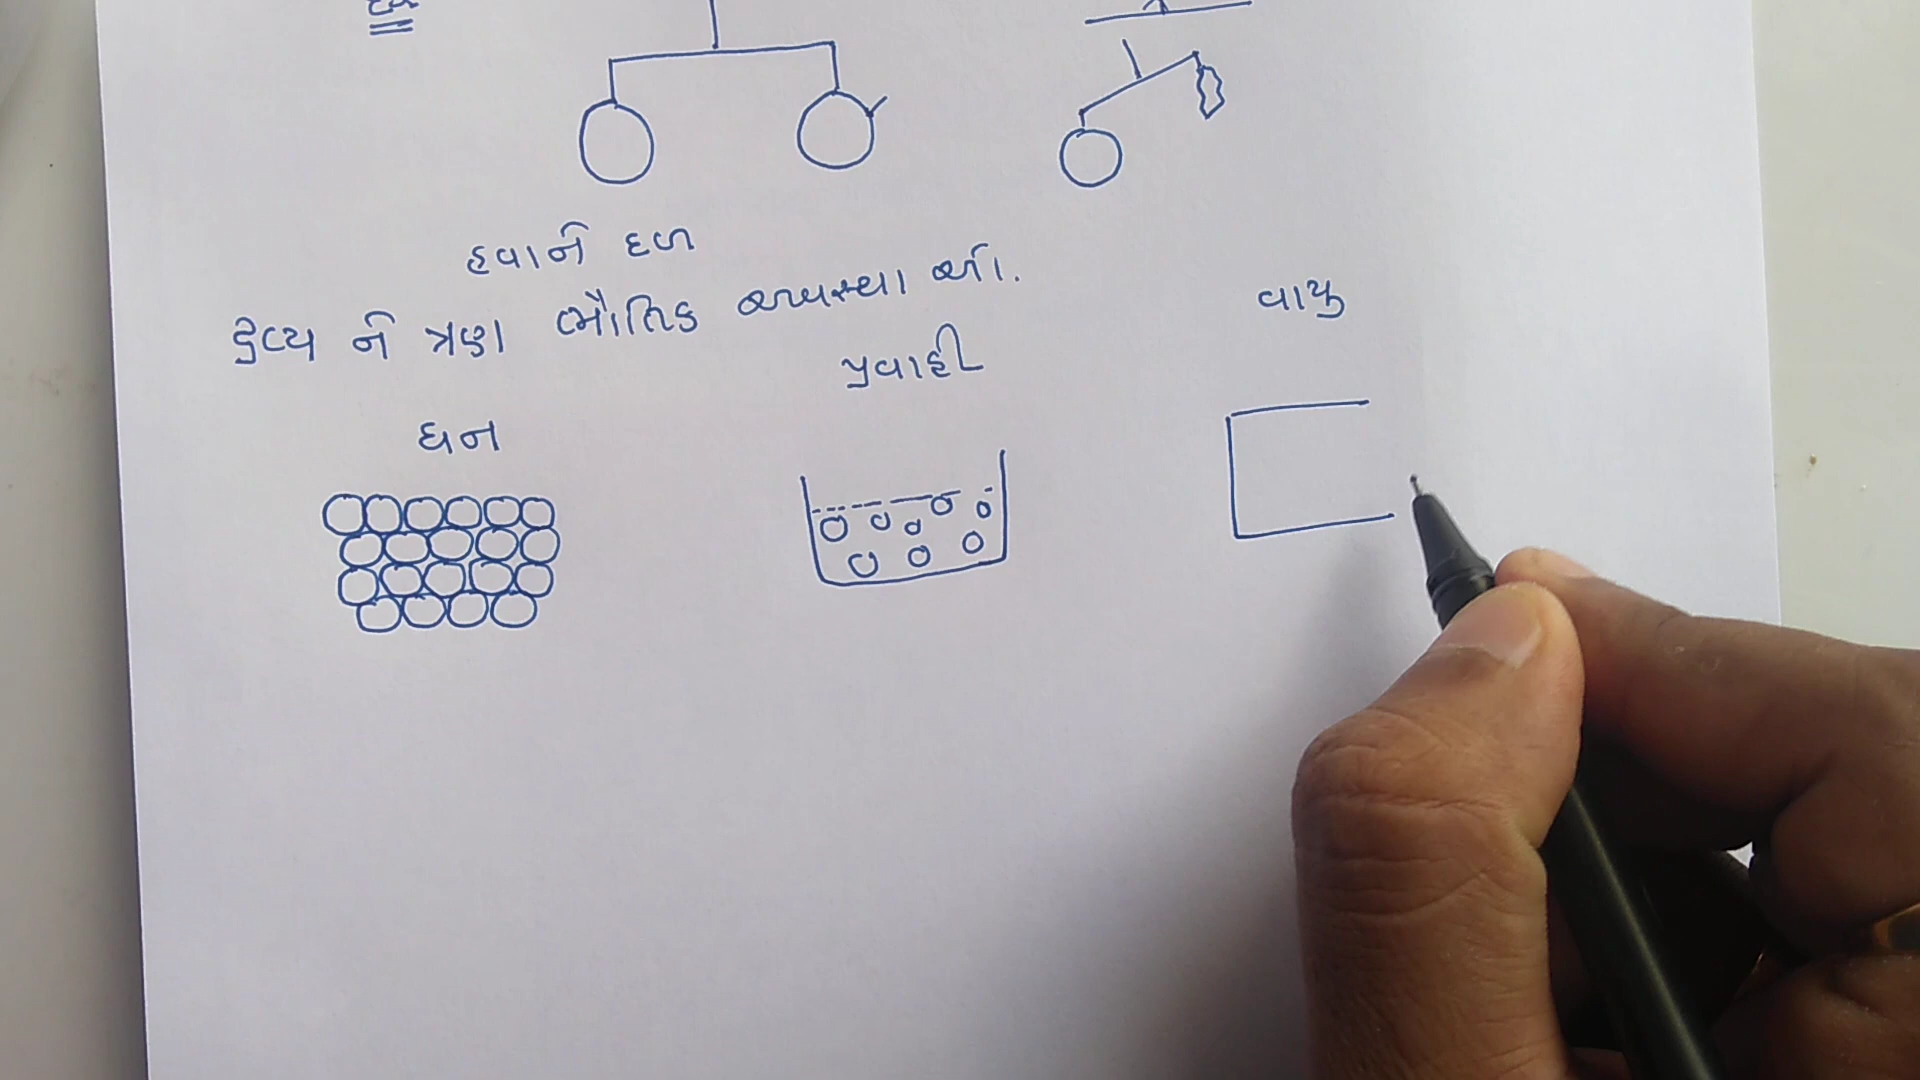 હવાને દળ
દ્રવ્ય ને ત્રણ ભૌતિક અવસ્થા ઓ.
વાયુ
પ્રવાહી
ઘન